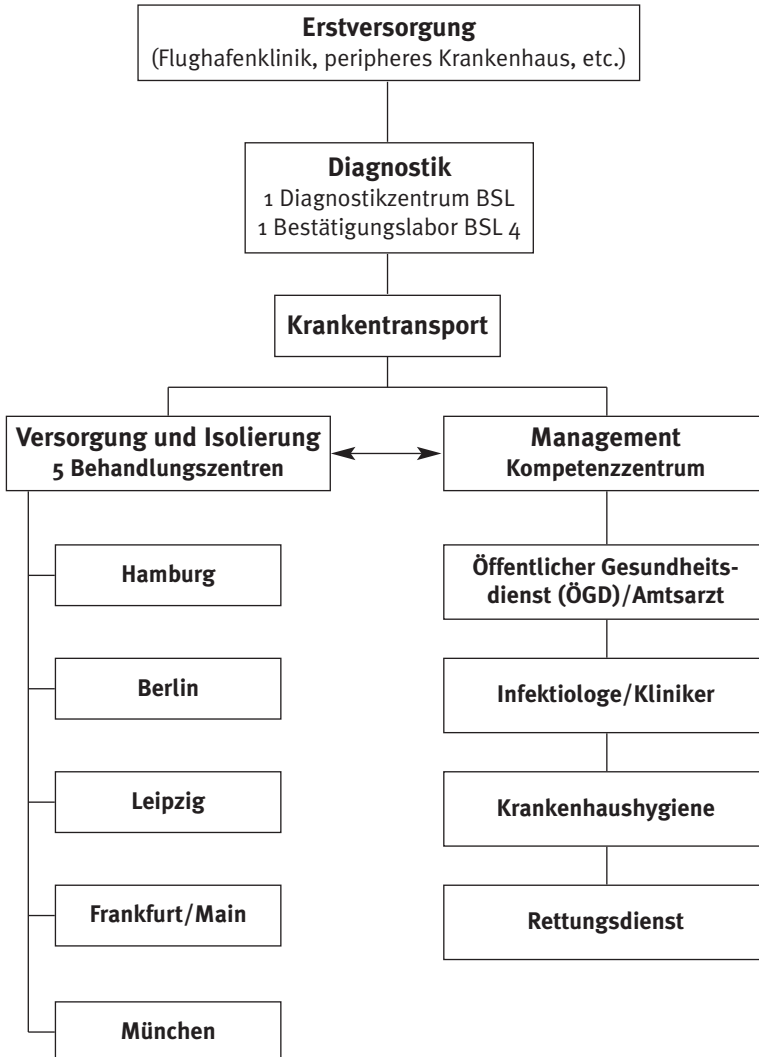 Erstversorgung
(Flughafenklinik, peripheres Krankenhaus, etc.)
Diagnostik
1 Diagnostikzentrum BSL
1 Bestätigungslabor BSL 4
Krankentransport
Versorgung und Isolierung
5 Behandlungszentren
Management
Kompetenzzentrum
Hamburg
Berlin
Leipzig
Frankfurt/Main
München
Öffentlicher Gesundheits-
dienst (ÖGD)/Amtsarzt
Infektiologe/Kliniker
Krankenhaushygiene
Rettungsdienst